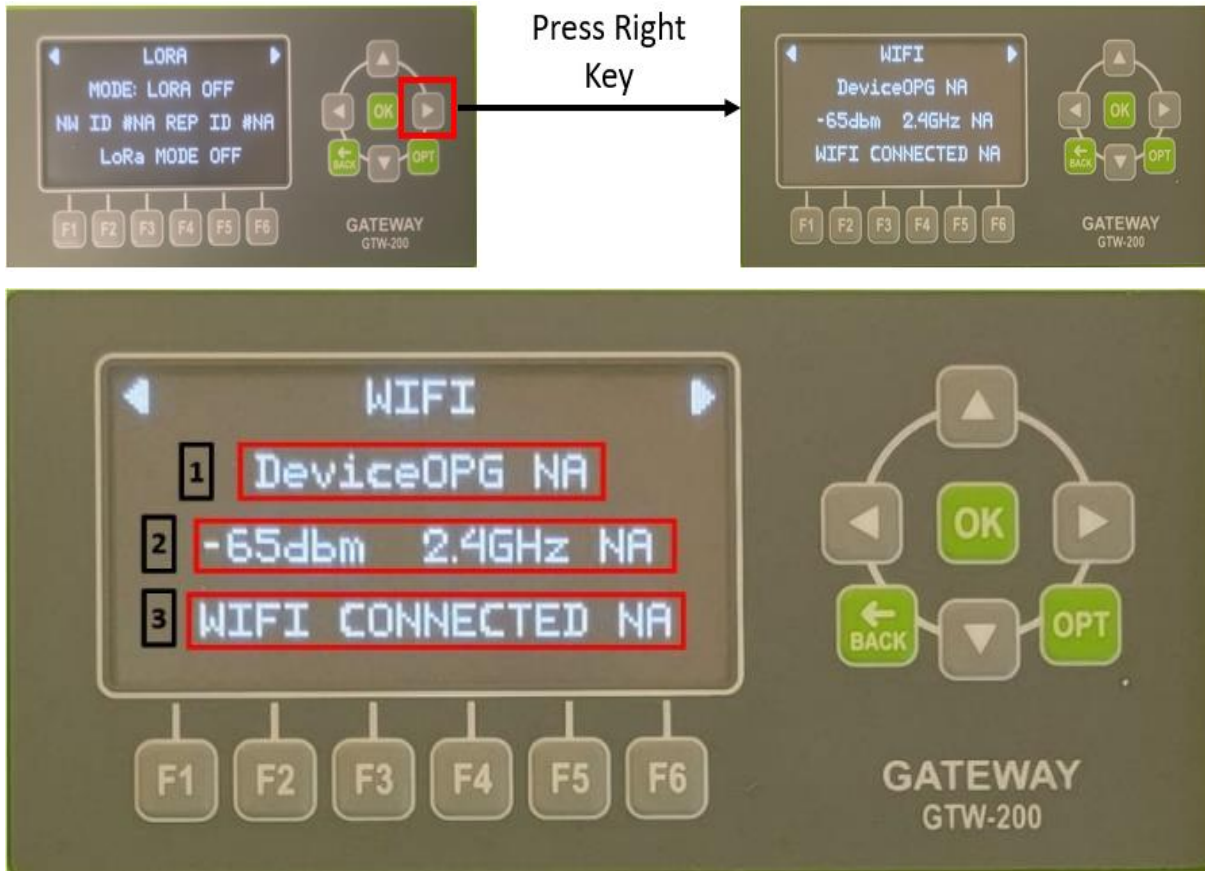 Press Right
Key
LORA
MODE: LORA OFF
NW ID #NA REP ID #NA
LoRa MODE OFF
OK
BACK
OPT
F1 F2 F3 F4 F5 F6
GATEWAY
GTW-200
WIFI
DeviceOPG NA
-65dbm 2.4GHz NA
WIFI CONNECTED NA
OK
BACK
OPT
F1 F2 F3 F4 F5 F6
GATEWAY
GTW-200
WIFI
1 DeviceOPG NA
2 -65dbm 2.4GHz NA
3 WIFI CONNECTED NA
OK
BACK
OPT
F1 F2 F3 F4 F5 F6
GATEWAY
GTW-200